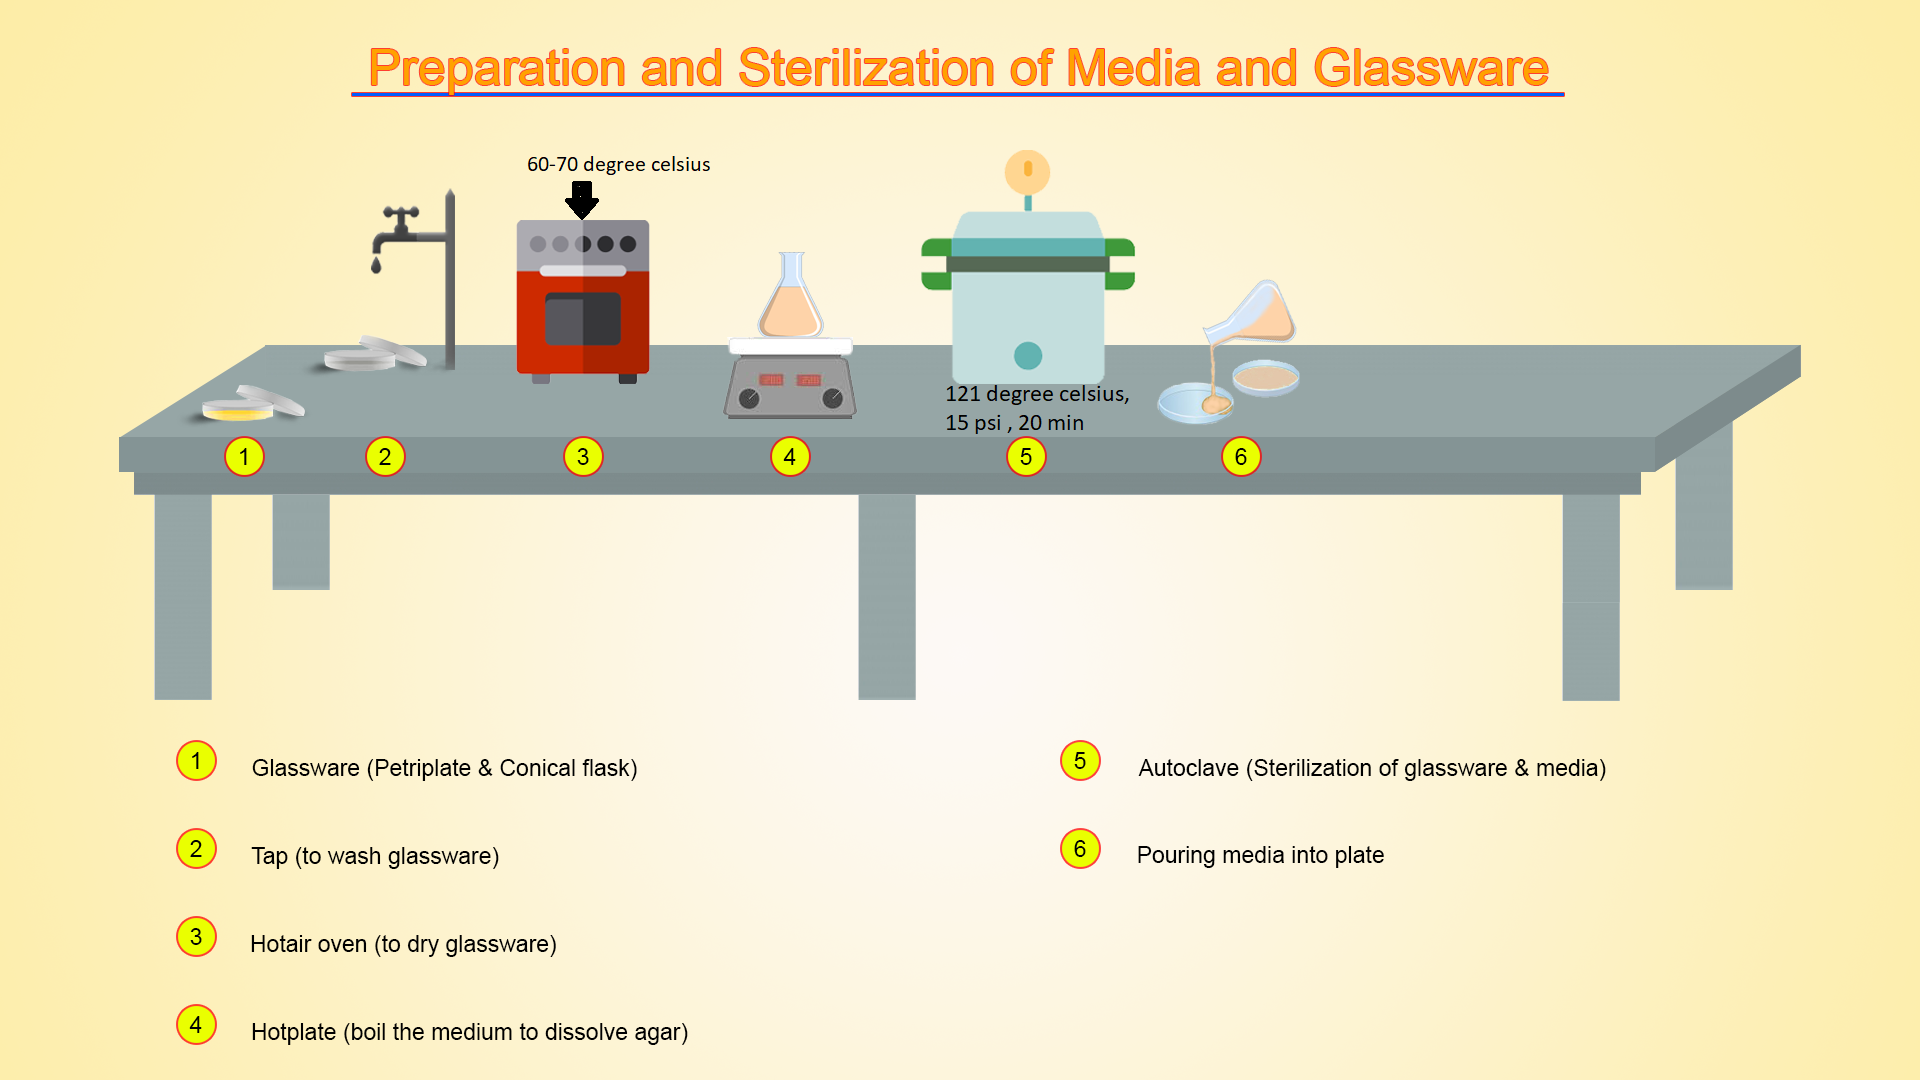 Preparation and Sterilization of Media and Glassware
60-70 degree celsius
121 degree celsius,
15 psi , 20 min
1
2
3
4
5
6
1 Glassware (Petriplate & Conical flask)
2 Tap (to wash glassware)
3 Hotair oven (to dry glassware)
4 Hotplate (boil the medium to dissolve agar)
5 Autoclave (Sterilization of glassware & media)
6 Pouring media into plate